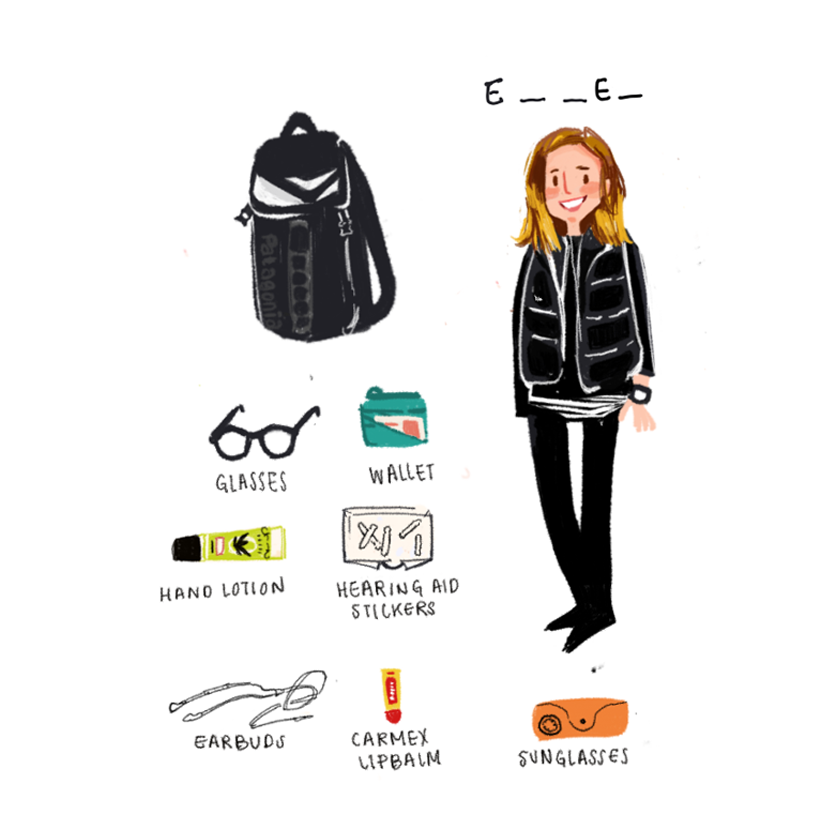 E _ _ E _
Patagonia
GLASSES
WALLET
HAND LOTION
HEARING AID
STICKERS
EARBUDS
CARMEX
LIPBALM
SUNGLASSES